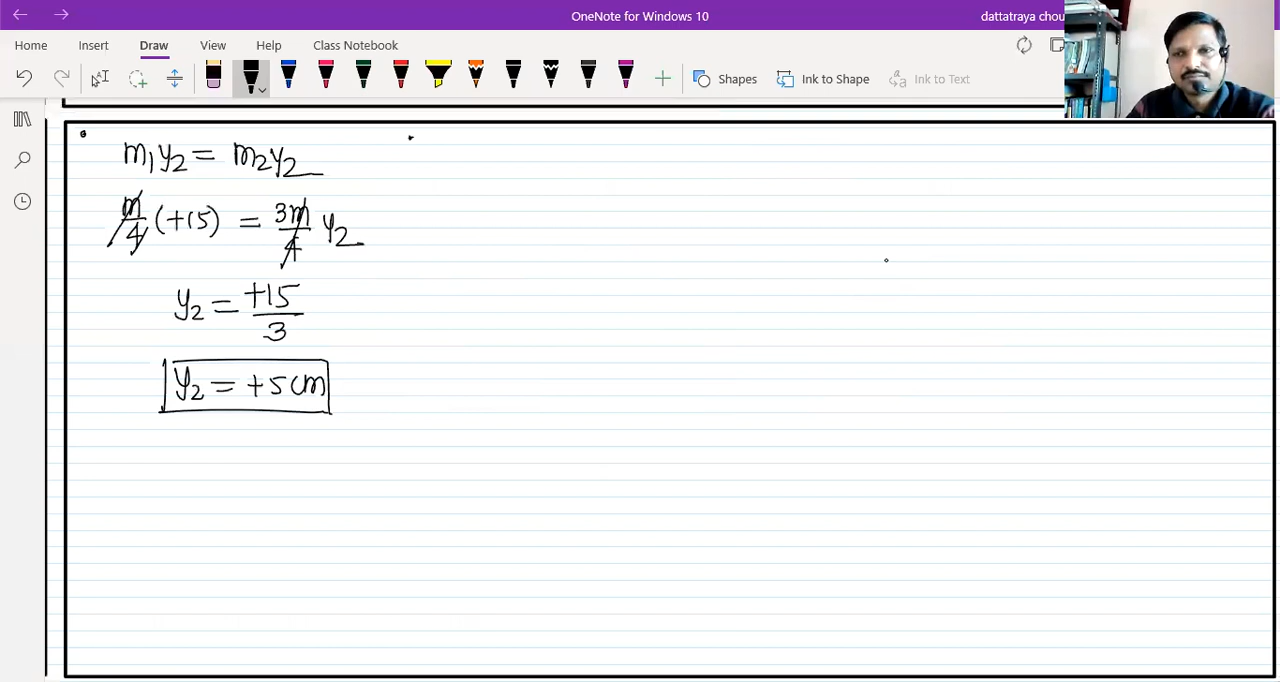 OneNote for Windows 10
dattatraya chou
Home Insert Draw View Help Class Notebook
Shapes Ink to Shape Ink to Text
m₁y₂ = m₂y₂
m/4 (+15) = 3m/4 y₂
y₂ = +15/3
y₂ = +5 cm